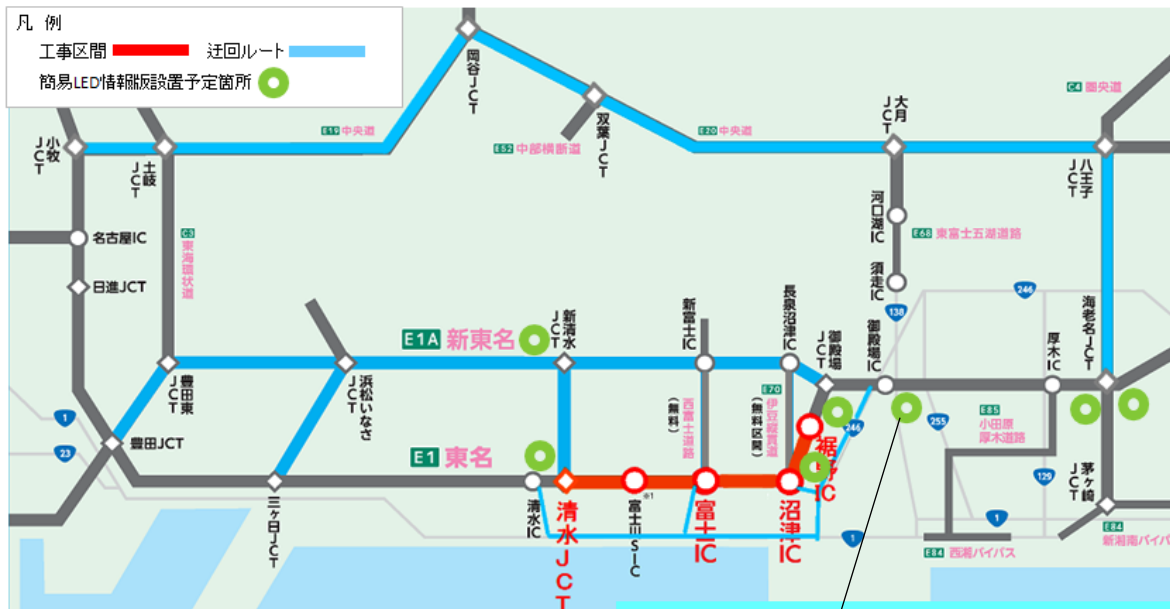 凡 例
工事区間
迂回ルート
簡易LED情報版設置予定箇所
岡谷JCT
双葉JCT
大月JCT
C4 圏央道
E19 中央道
E20 中央道
E52 中部横断道
小牧JCT
土岐JCT
八王子JCT
名古屋IC
C3 東海環状道
河口湖IC
E68 東富士五湖道路
日進JCT
須走IC
246
138
新清水JCT
新富士IC
長泉沼津IC
御殿場JCT
御殿場IC
海老名JCT
厚木IC
E1A 新東名
豊田東JCT
浜松いなさJCT
西富士道路(無料)
E70 伊豆縦貫道(無料区間)
246
255
E85 小田原厚木道路
1
23
豊田JCT
E1 東名
裾野IC
129
茅ヶ崎JCT
三ヶ日JCT
清水IC
清水JCT
富士川SIC
※1
富士IC
沼津IC
1
1
E84 西湘バイパス
E84 新湘南バイパ